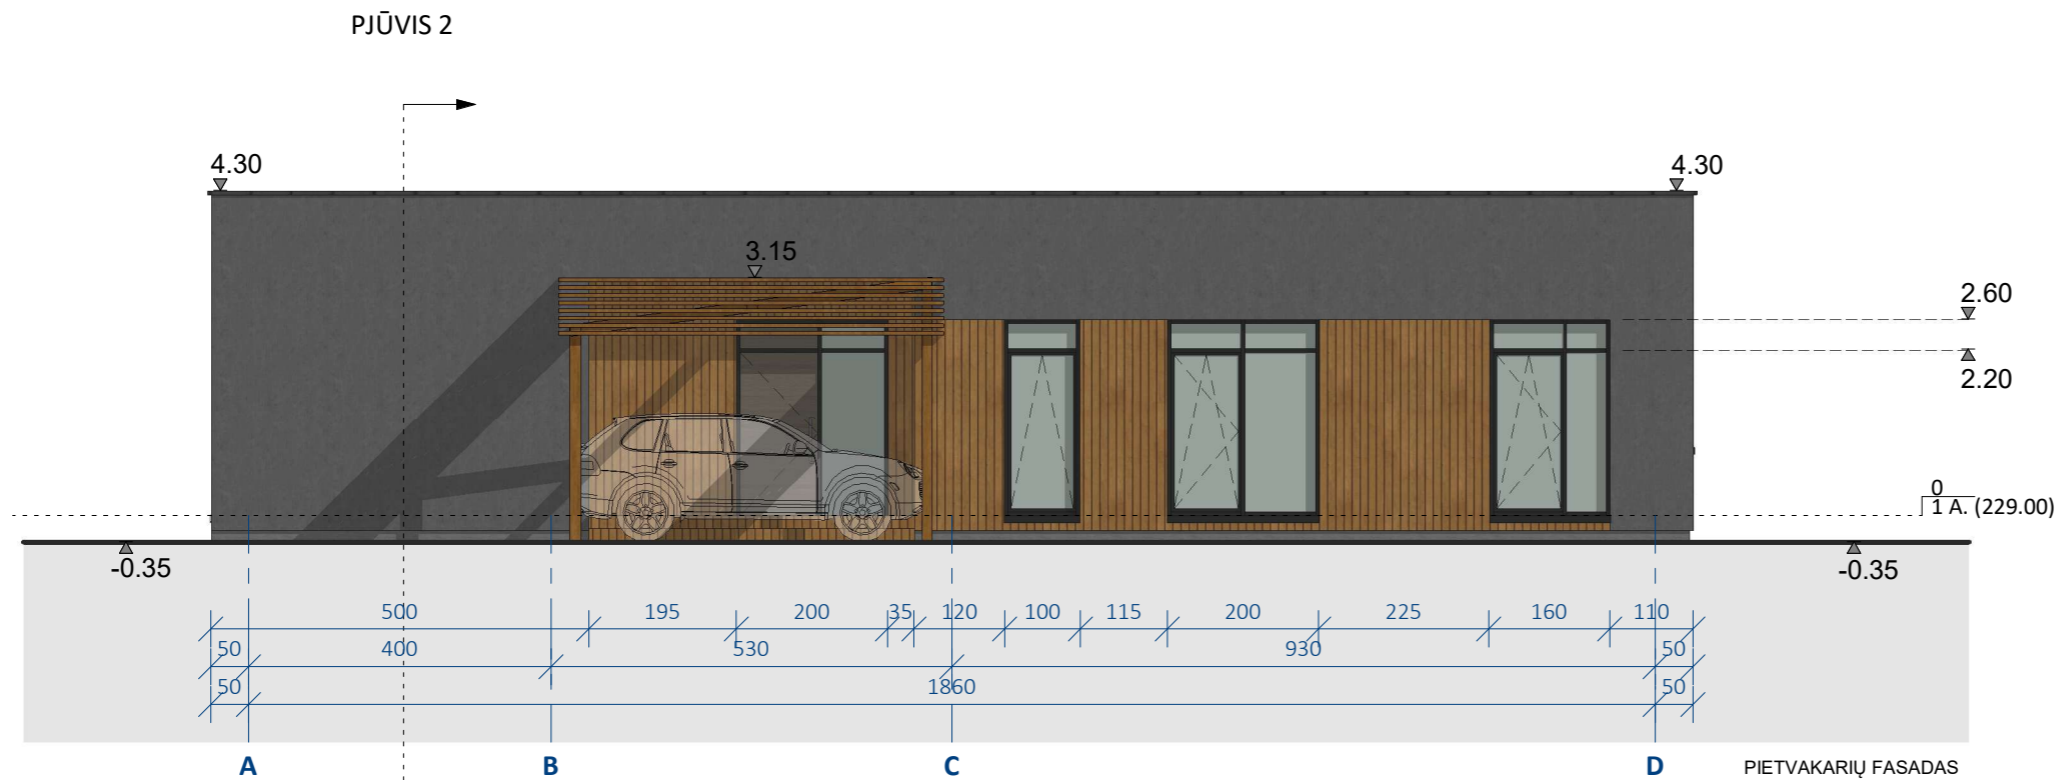 PJŪVIS 2
4.30
4.30
3.15
2.60
2.20
0
1 A. (229.00)
-0.35
-0.35
500 195 200 35 120 100 115 200 225 160 110
50 400 530 930 50
50 1860 50
A B C D
PIETVAKARIŲ FASADAS